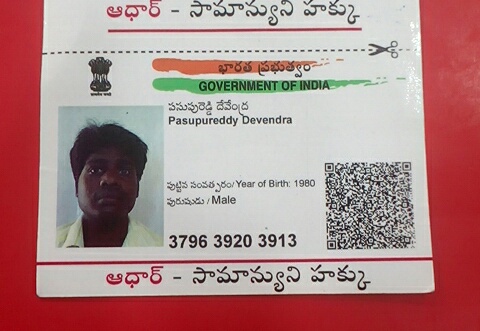 ఆధార్ - సామాన్యుని హక్కు
భారత ప్రభుత్వం
GOVERNMENT OF INDIA
పసుపురెడ్డి దేవేంద్ర
Pasupureddy Devendra
పుట్టిన సంవత్సరం/ Year of Birth: 1980
పురుషుడు / Male
3796 3920 3913
ఆధార్ - సామాన్యుని హక్కు